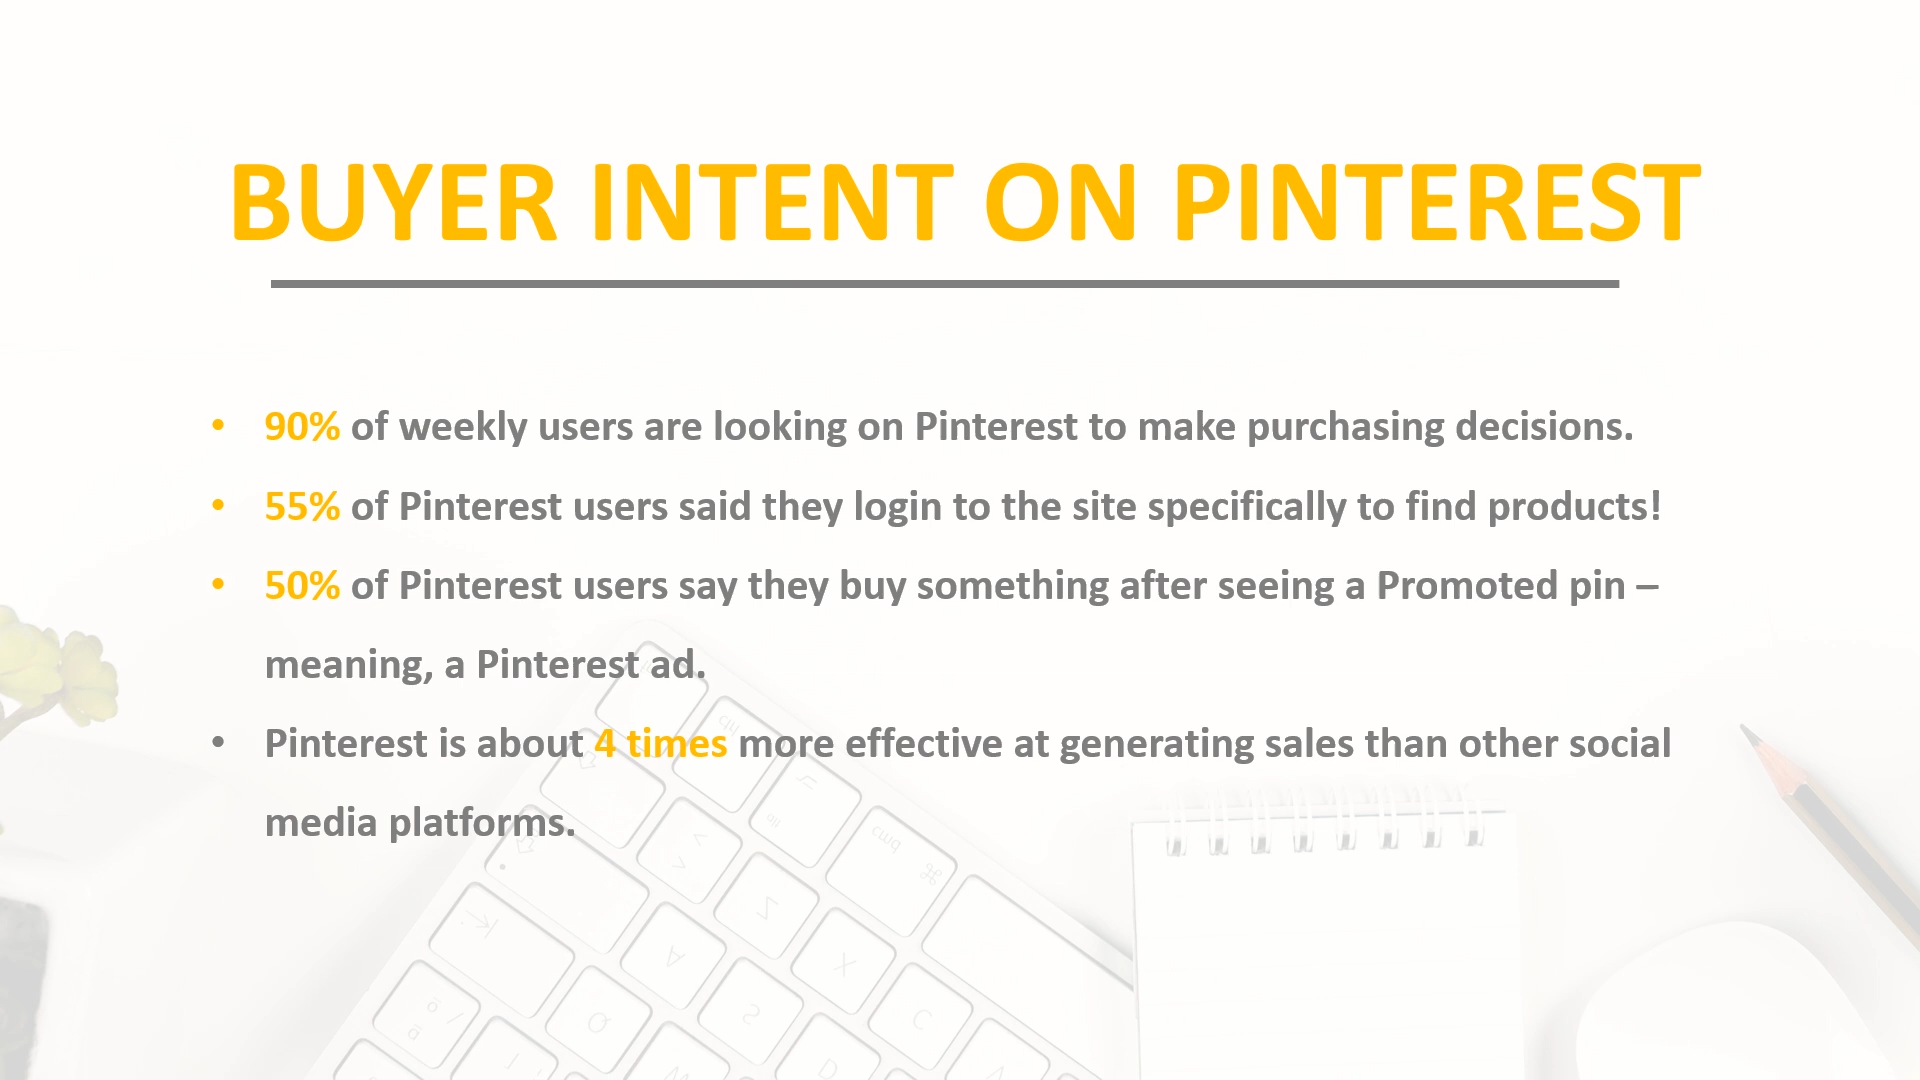 BUYER INTENT ON PINTEREST
• 90% of weekly users are looking on Pinterest to make purchasing decisions.
• 55% of Pinterest users said they login to the site specifically to find products!
• 50% of Pinterest users say they buy something after seeing a Promoted pin –
meaning, a Pinterest ad.
• Pinterest is about 4 times more effective at generating sales than other social
media platforms.